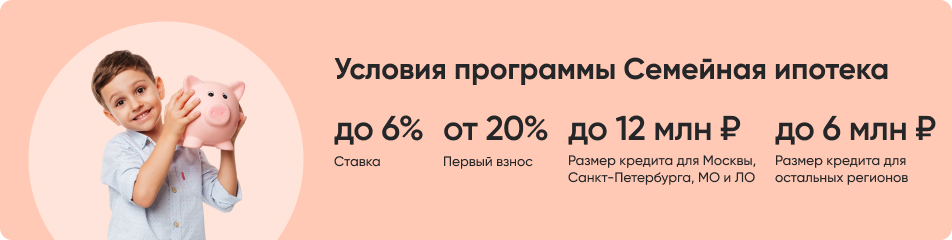 Условия программы Семейная ипотека
до 6%
Ставка
от 20%
Первый взнос
до 12 млн ₽
Размер кредита для Москвы,
Санкт-Петербурга, МО и ЛО
до 6 млн ₽
Размер кредита для
остальных регионов